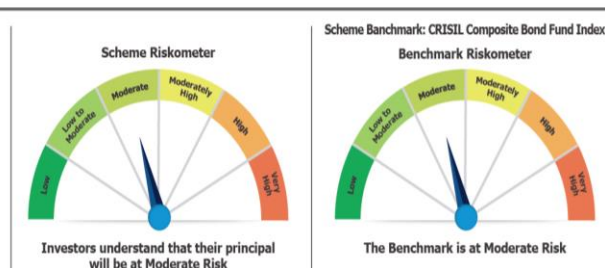 Scheme Banchmark: CRISIL Composite Bond Fund Index
Scheme Riskometer
Low
Low to
Moderate
Moderate
Moderately
High
High
Very
High
Investors understand that their principal
will be at Moderate Risk
Benchmark Riskometer
Low
Low to
Moderate
Moderate
Moderately
High
High
Very
High
The Benchmark is at Moderate Risk